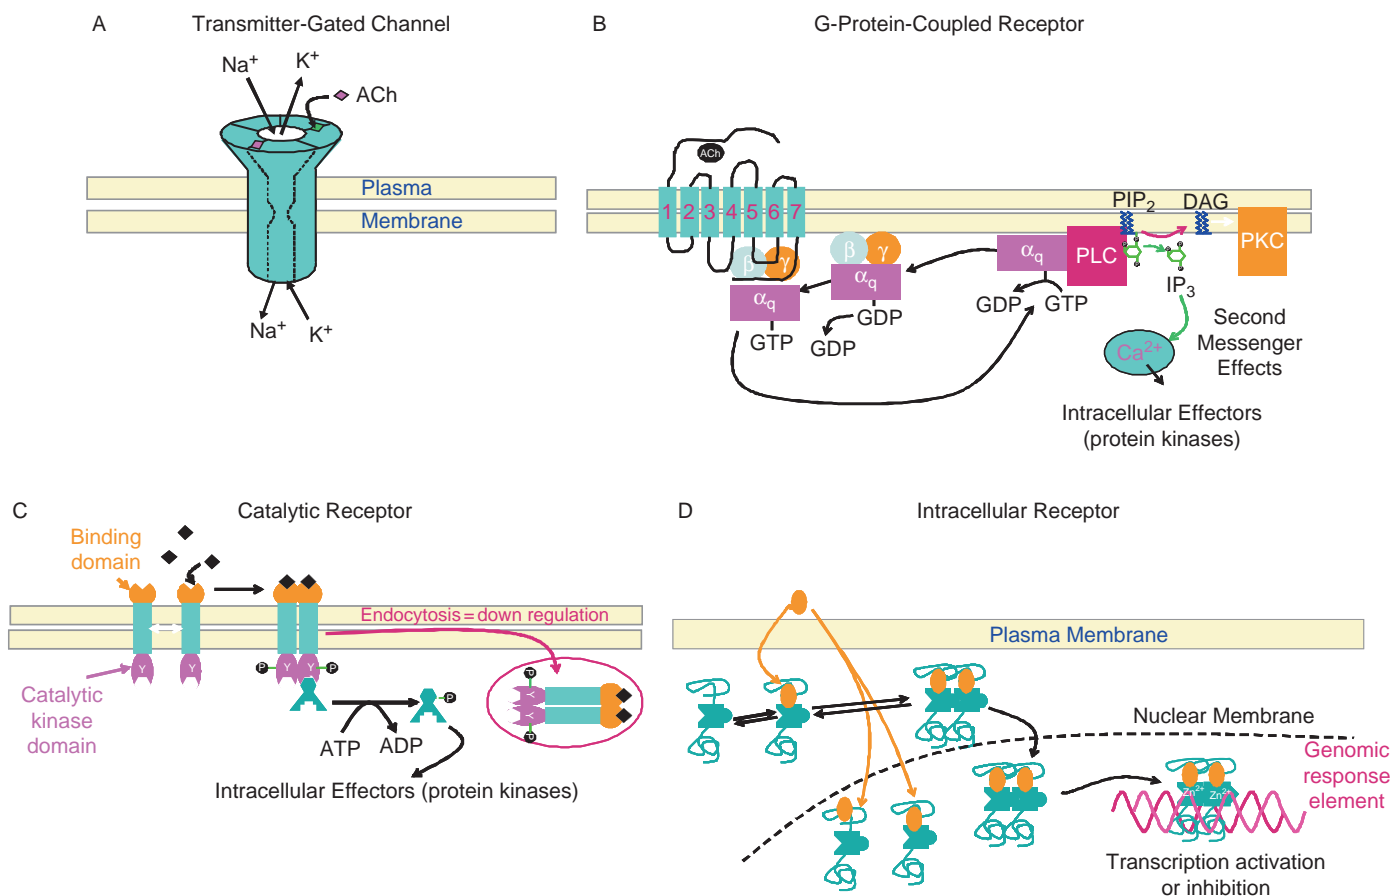 A Transmitter-Gated Channel
Na⁺ K⁺
ACh
Plasma
Membrane
Na⁺ K⁺
B G-Protein-Coupled Receptor
ACh
1 2 3 4 5 6 7
PIP₂ DAG
PKC
β γ
β γ
αq PLC
αq
αq
IP₃
GDP GTP
GDP
GTP GDP
Second
Messenger
Effects
Ca²⁺
Intracellular Effectors
(protein kinases)
C Catalytic Receptor
Binding
domain
Endocytosis = down regulation
Y Y
P Y Y P
P
Y Y
P
P
Catalytic
kinase
domain
ATP ADP
Intracellular Effectors (protein kinases)
D Intracellular Receptor
Plasma Membrane
Nuclear Membrane
Genomic
response
element
Zn²⁺ Zn²⁺
Transcription activation
or inhibition